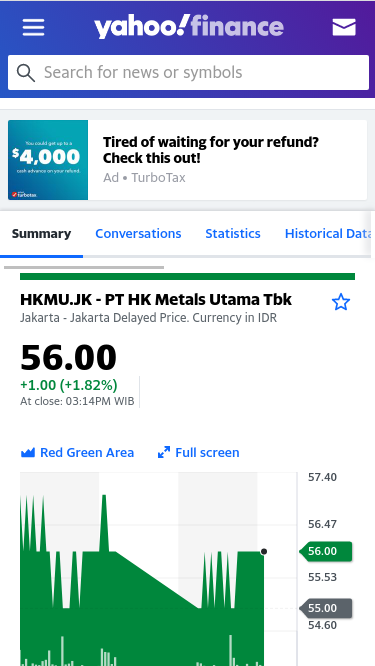 yahoo!finance
Search for news or symbols
You could get up to a
$4,000
cash advance on your refund.
turbotax.
Tired of waiting for your refund?
Check this out!
Ad • TurboTax
Summary
Conversations
Statistics
Historical Data
HKMU.JK - PT HK Metals Utama Tbk
Jakarta - Jakarta Delayed Price. Currency in IDR
56.00
+1.00 (+1.82%)
At close: 03:14PM WIB
Red Green Area
Full screen
57.40
56.47
56.00
55.53
55.00
54.60